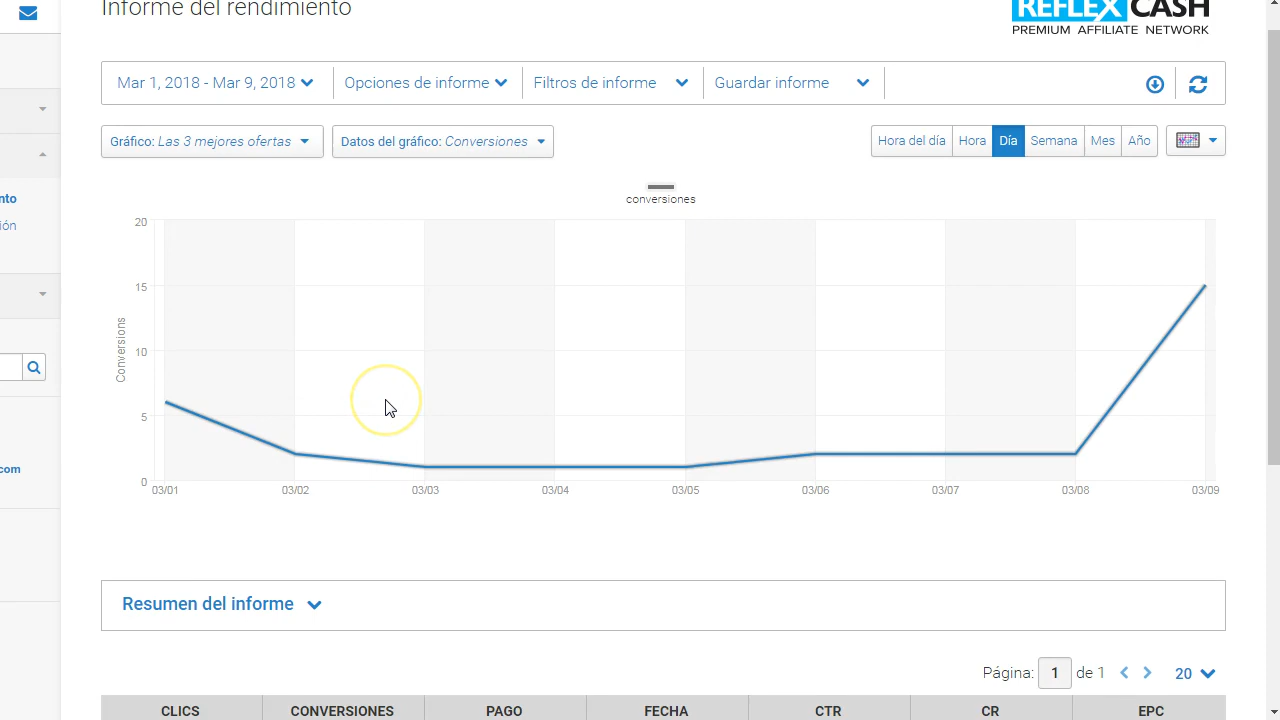 Informe del rendimiento
REFLEX CASH
PREMIUM AFFILIATE NETWORK
Mar 1, 2018 - Mar 9, 2018
Opciones de informe
Filtros de informe
Guardar informe
Gráfico: Las 3 mejores ofertas
Datos del gráfico: Conversiones
Hora del día
Hora
Día
Semana
Mes
Año
nto
ión
com
conversiones
Conversions
20
15
10
5
0
03/01
03/02
03/03
03/04
03/05
03/06
03/07
03/08
03/09
Resumen del informe
Página: 1 de 1
20
CLICS
CONVERSIONES
PAGO
FECHA
CTR
CR
EPC